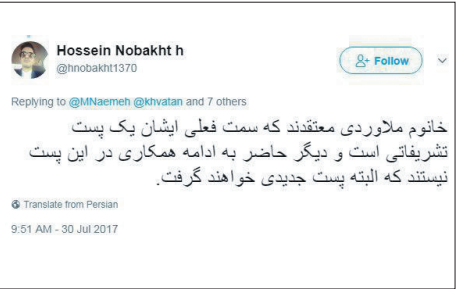 Hossein Nobakht h
@hnobakht1370
Follow
Replying to @MNaemeh @khvatan and 7 others
خانوم ملاوردی معتقدند که سمت فعلی ایشان یک پست
تشریفاتی است و دیگر حاضر به ادامه همکاری در این پست
نیستند که البته پست جدیدی خواهند گرفت.
Translate from Persian
9:51 AM - 30 Jul 2017